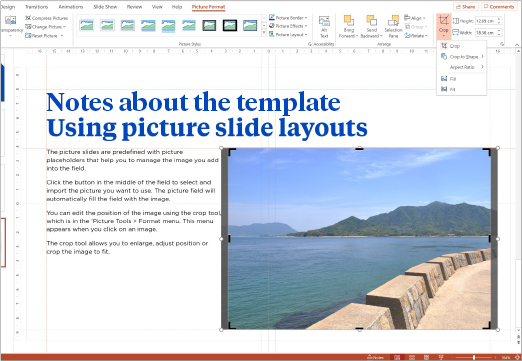 Design Transitions Animations Slide Show Review View Help Picture Format Share Comments
Compress Pictures
Change Picture
Reset Picture
Transparency
Picture Styles
Picture Border
Picture Effects
Picture Layout
Alt
Text
Accessibility
Bring
Forward
Send
Backward
Selection
Pane
Align
Group
Rotate
Arrange
Crop
Height: 12.69 cm
Width:
Crop
Crop to Shape
Aspect Ratio
Fill
Fit
Notes about the template
Using picture slide layouts
The picture slides are predefined with picture
placeholders that help you to manage the image you add
into the field.
Click the button in the middle of the field to select and
import the picture you want to use. The picture field will
automatically fill the field with the image.
You can edit the position of the image using the crop tool,
which is in the 'Picture Tools > Format menu. This menu
appears when you click on an image.
The crop tool allows you to enlarge, adjust position or
crop the image to fit.
Notes